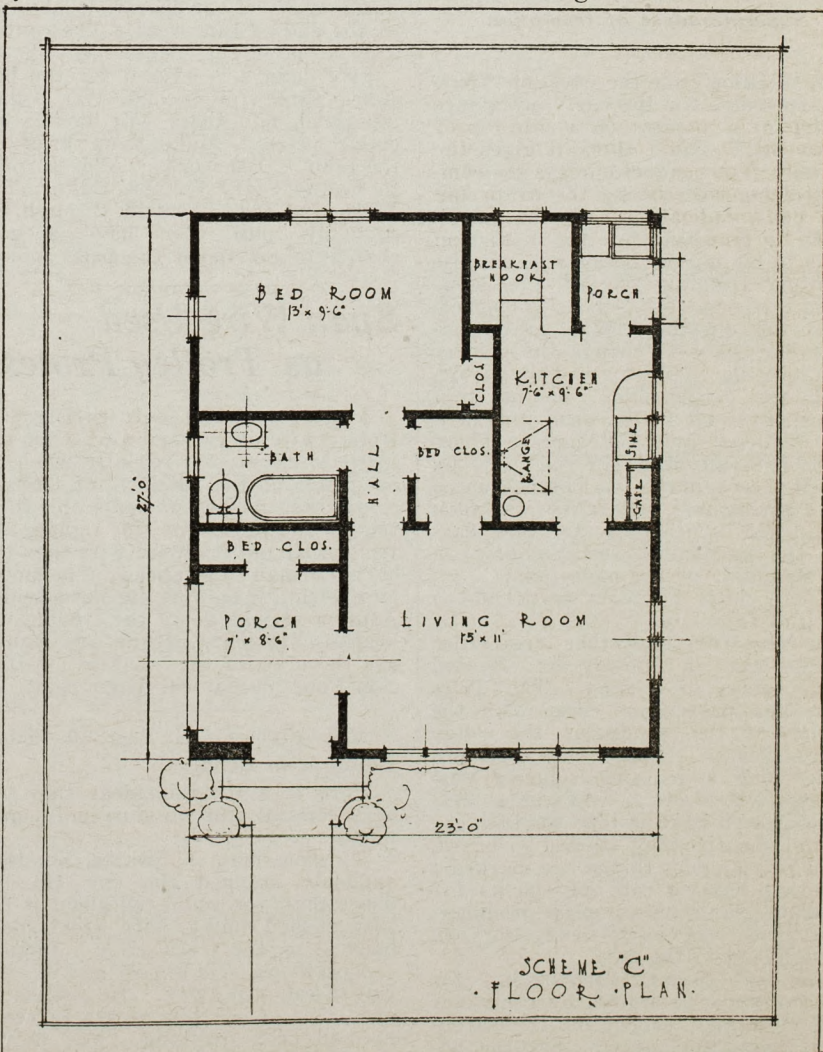 BED ROOM
13' x 9'-6"
BREAKFAST
NOOK
PORCH
CLOS
KITCHEN
7'-6" x 9'-6"
BATH
HALL
BED CLOS.
RANGE
SINK
CASE
27'-0"
BED CLOS.
PORCH
7' x 8'-6"
LIVING ROOM
15' x 11'
23'-0"
SCHEME "C"
· FLOOR · PLAN ·